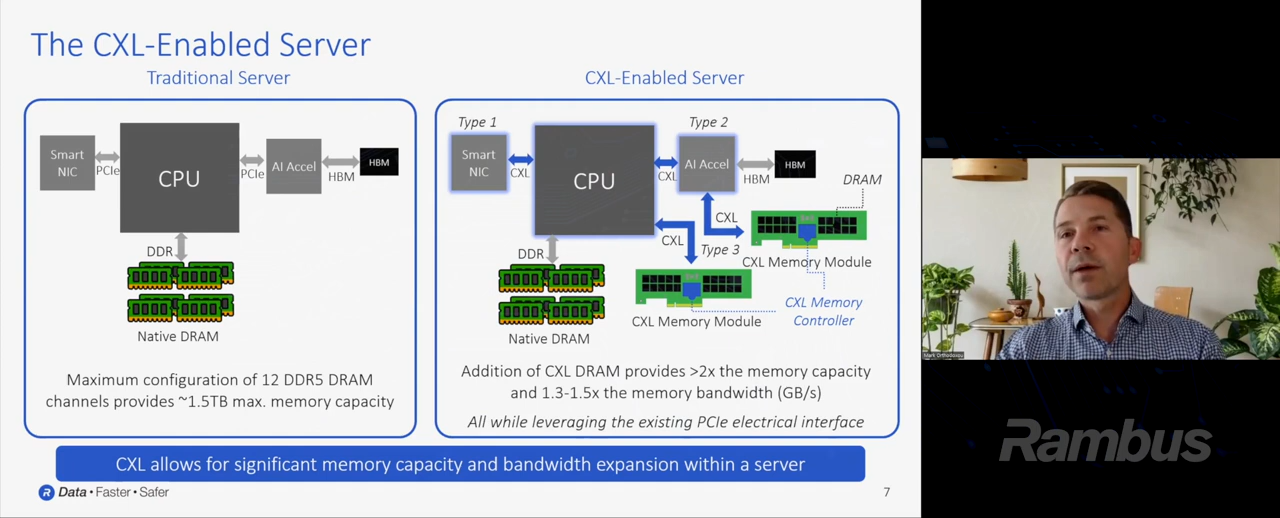 The CXL-Enabled Server
Traditional Server
Smart
NIC
PCIe
CPU
PCIe
AI Accel
HBM
HBM
DDR
Native DRAM
Maximum configuration of 12 DDR5 DRAM
channels provides ~1.5TB max. memory capacity
CXL-Enabled Server
Type 1
Smart
NIC
CXL
CPU
Type 2
CXL
AI Accel
HBM
HBM
DRAM
CXL
CXL
Type 3
DDR
CXL Memory Module
CXL Memory Module
CXL Memory
Controller
Native DRAM
Addition of CXL DRAM provides >2x the memory capacity
and 1.3-1.5x the memory bandwidth (GB/s)
All while leveraging the existing PCIe electrical interface
CXL allows for significant memory capacity and bandwidth expansion within a server
R Data • Faster • Safer
7
Mark Orthodoxou
Rambus